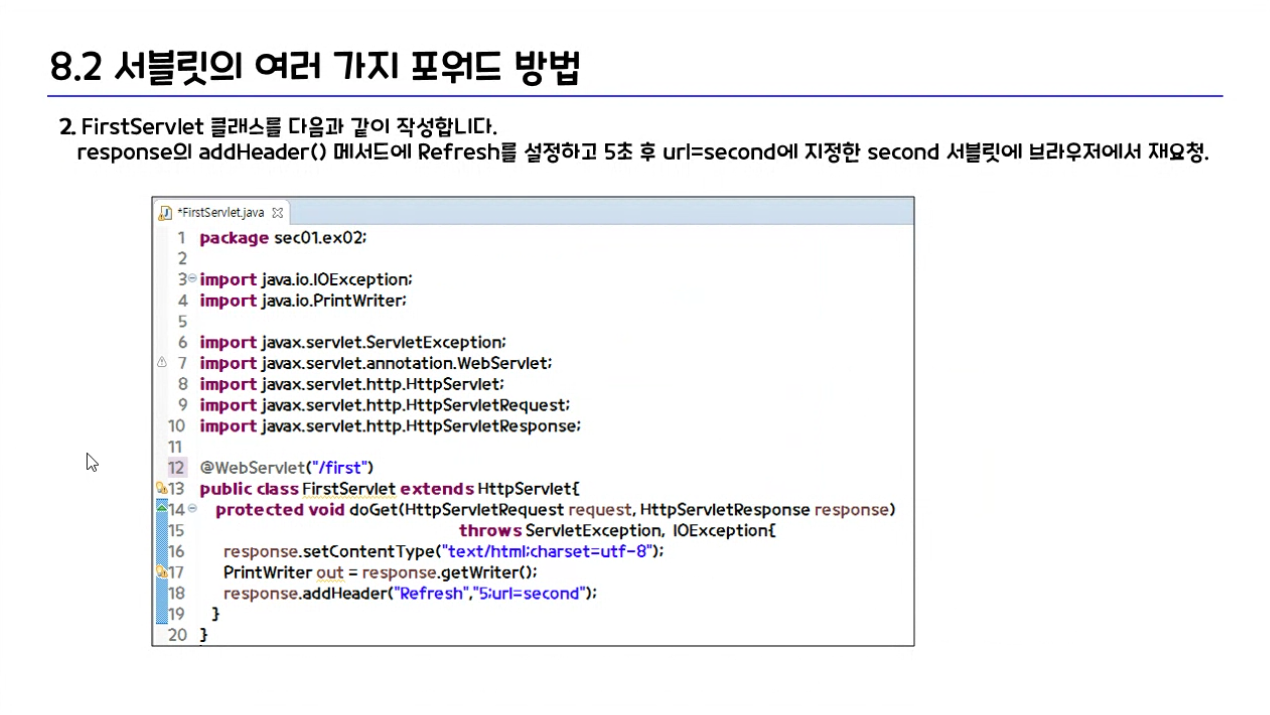 8.2 서블릿의 여러 가지 포워드 방법
2. FirstServlet 클래스를 다음과 같이 작성합니다.
response의 addHeader() 메서드에 Refresh를 설정하고 5초 후 url=second에 지정한 second 서블릿에 브라우저에서 재요청.
*FirstServlet.java
1 package sec01.ex02;
2
3 import java.io.IOException;
4 import java.io.PrintWriter;
5
6 import javax.servlet.ServletException;
7 import javax.servlet.annotation.WebServlet;
8 import javax.servlet.http.HttpServlet;
9 import javax.servlet.http.HttpServletRequest;
10 import javax.servlet.http.HttpServletResponse;
11
12 @WebServlet("/first")
13 public class FirstServlet extends HttpServlet{
14 protected void doGet(HttpServletRequest request, HttpServletResponse response)
15 throws ServletException, IOException{
16 response.setContentType("text/html;charset=utf-8");
17 PrintWriter out = response.getWriter();
18 response.addHeader("Refresh","5;url=second");
19 }
20 }